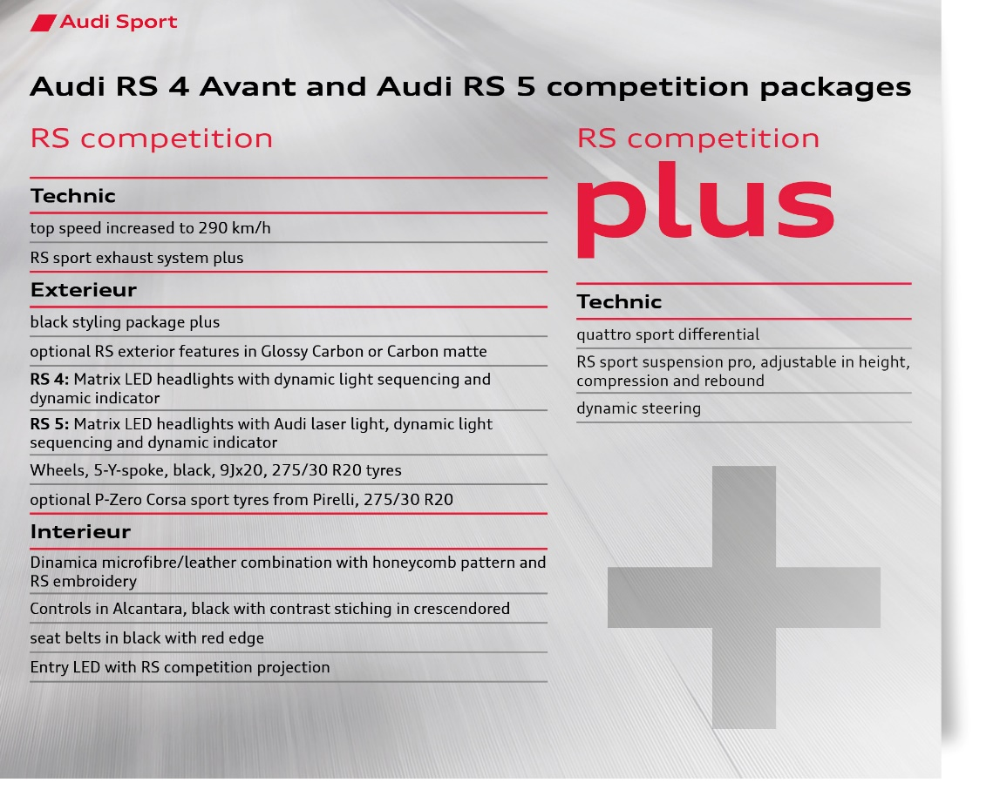 Audi Sport
Audi RS 4 Avant and Audi RS 5 competition packages
RS competition
Technic
top speed increased to 290 km/h
RS sport exhaust system plus
Exterieur
black styling package plus
optional RS exterior features in Glossy Carbon or Carbon matte
RS 4: Matrix LED headlights with dynamic light sequencing and
dynamic indicator
RS 5: Matrix LED headlights with Audi laser light, dynamic light
sequencing and dynamic indicator
Wheels, 5-Y-spoke, black, 9Jx20, 275/30 R20 tyres
optional P-Zero Corsa sport tyres from Pirelli, 275/30 R20
Interieur
Dinamica microfibre/leather combination with honeycomb pattern and
RS embroidery
Controls in Alcantara, black with contrast stiching in crescendored
seat belts in black with red edge
Entry LED with RS competition projection
RS competition
plus
Technic
quattro sport differential
RS sport suspension pro, adjustable in height,
compression and rebound
dynamic steering